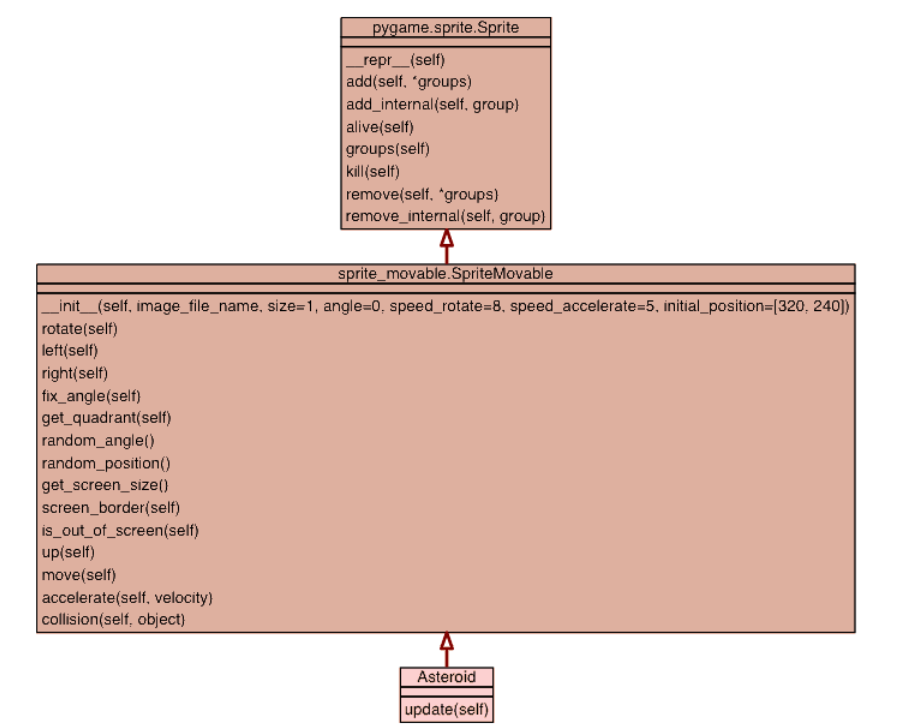 pygame.sprite.Sprite
__repr__(self)
add(self, *groups)
add_internal(self, group)
alive(self)
groups(self)
kill(self)
remove(self, *groups)
remove_internal(self, group)
sprite_movable.SpriteMovable
__init__(self, image_file_name, size=1, angle=0, speed_rotate=8, speed_accelerate=5, initial_position=[320, 240])
rotate(self)
left(self)
right(self)
fix_angle(self)
get_quadrant(self)
random_angle()
random_position()
get_screen_size()
screen_border(self)
is_out_of_screen(self)
up(self)
move(self)
accelerate(self, velocity)
collision(self, object)
Asteroid
update(self)